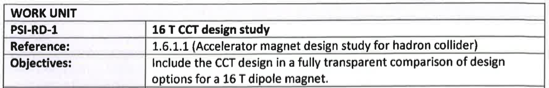 WORK UNIT
PSI-RD-1 16 T CCT design study
Reference: 1.6.1.1 (Accelerator magnet design study for hadron collider)
Objectives: Include the CCT design in a fully transparent comparison of design
options for a 16 T dipole magnet.